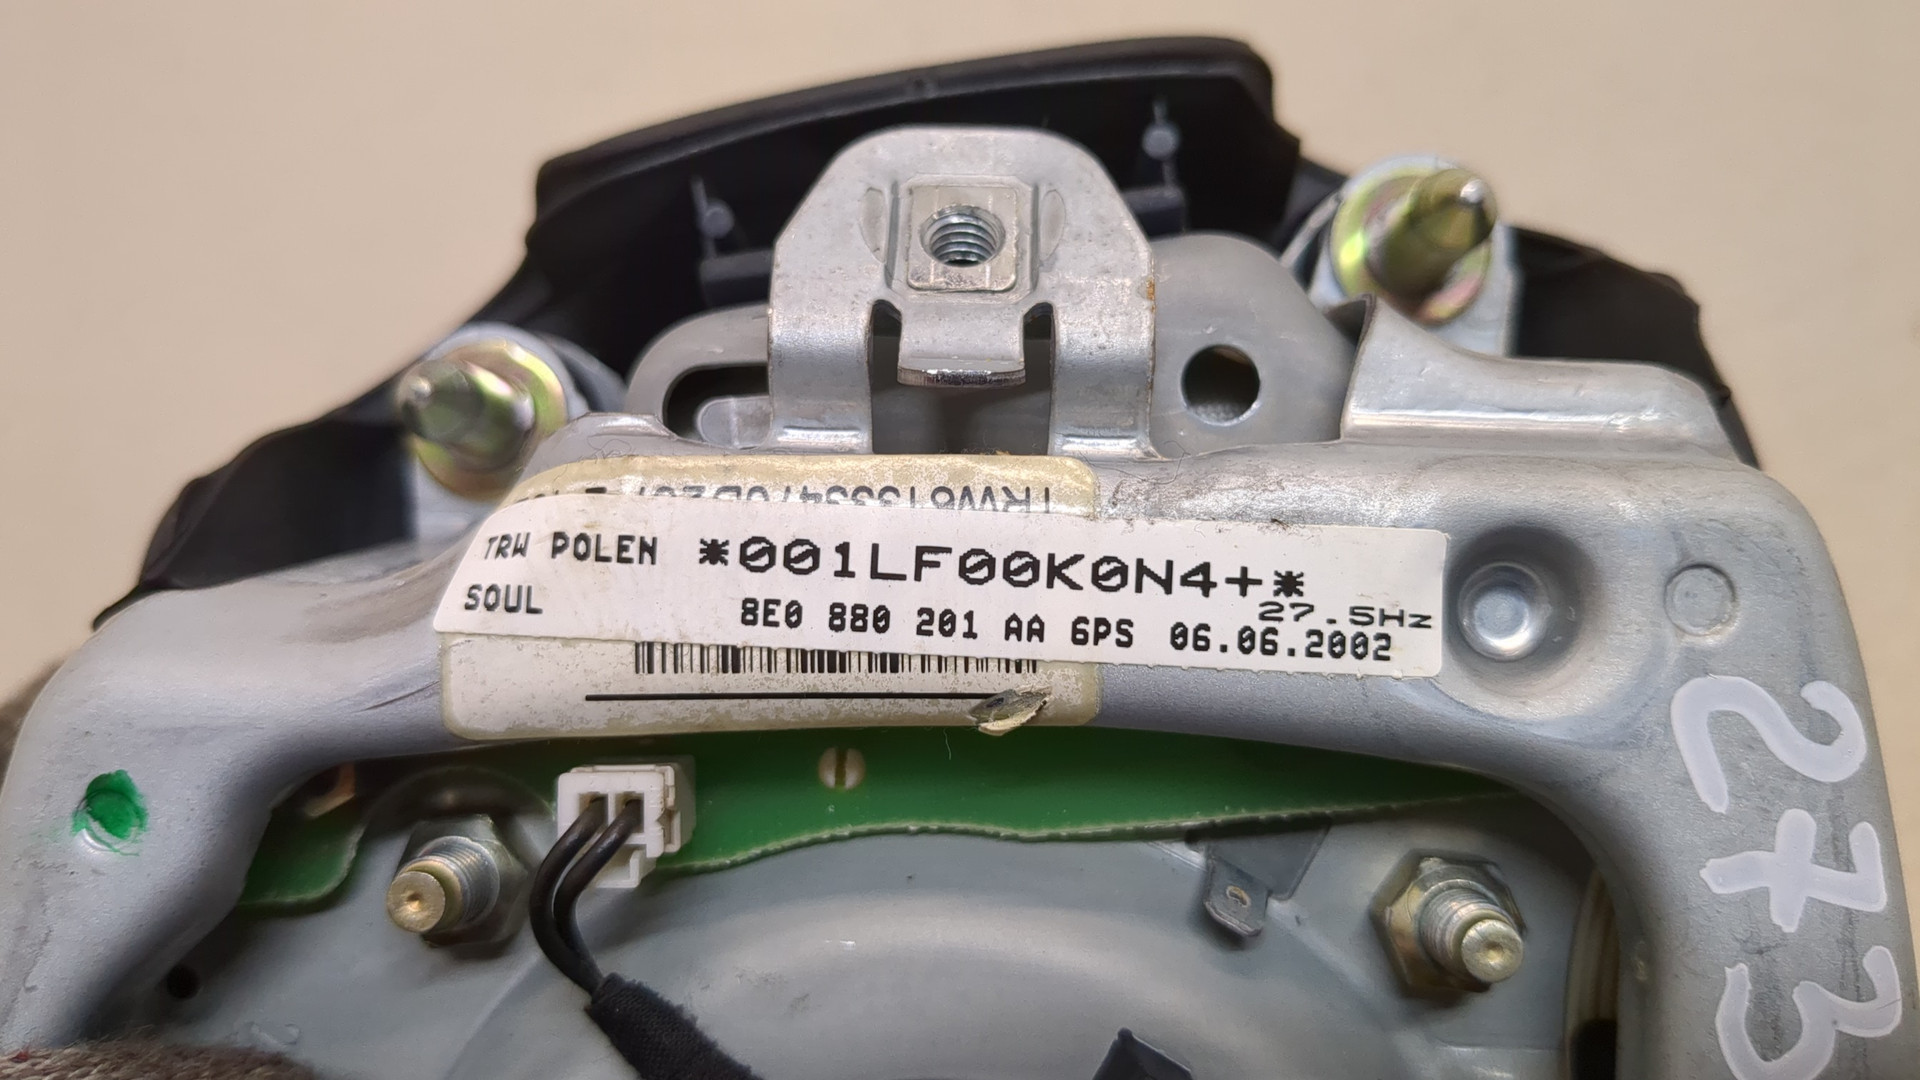 TRW POLEN *001LF00K0N4+*
27.5Hz
SOUL 8E0 880 201 AA 6PS 06.06.2002
273